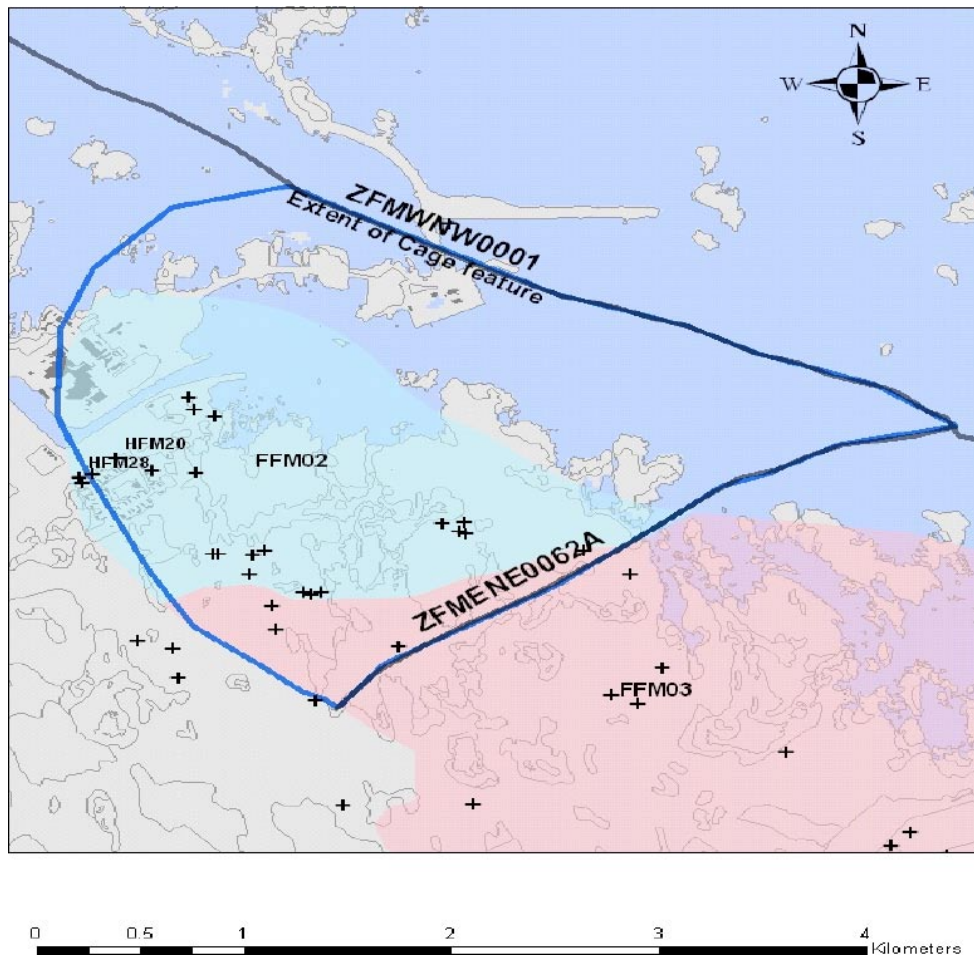 N
W E
S
ZFMWNW0001
Extent of Cage feature
HFM20
HFM28
FFM02
ZFMENE0062A
FFM03
0 0.5 1 2 3 4
Kilometers